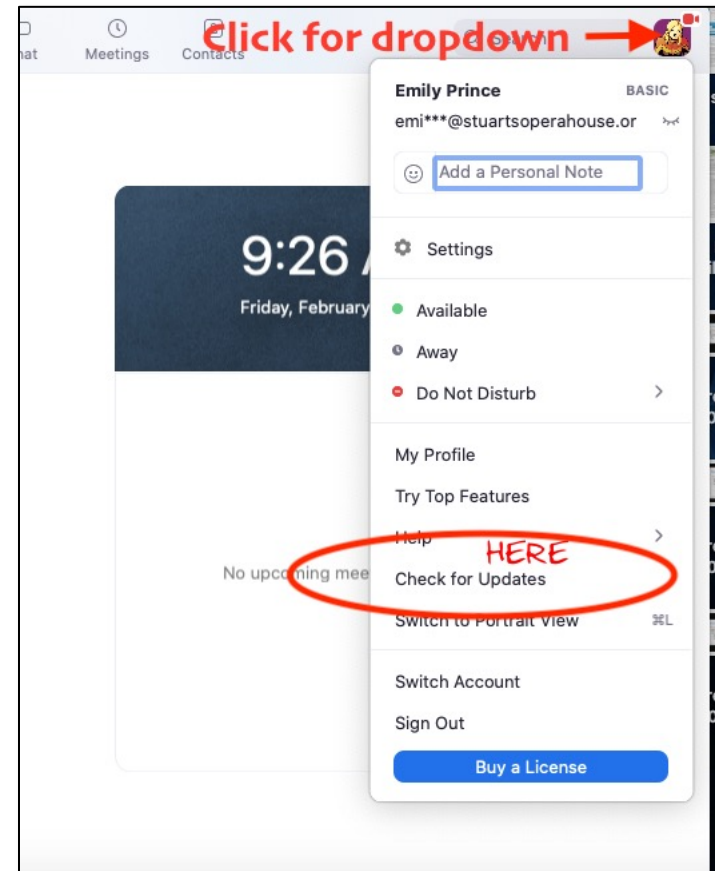 Click for dropdown
Meetings
Contacts
Search
Emily Prince BASIC
emi***@stuartsoperahouse.or
Add a Personal Note
9:26
Friday, February
Settings
Available
Away
Do Not Disturb
My Profile
Try Top Features
Help
HERE
No upcoming mee
Check for Updates
Switch to Portrait View ⌘L
Switch Account
Sign Out
Buy a License